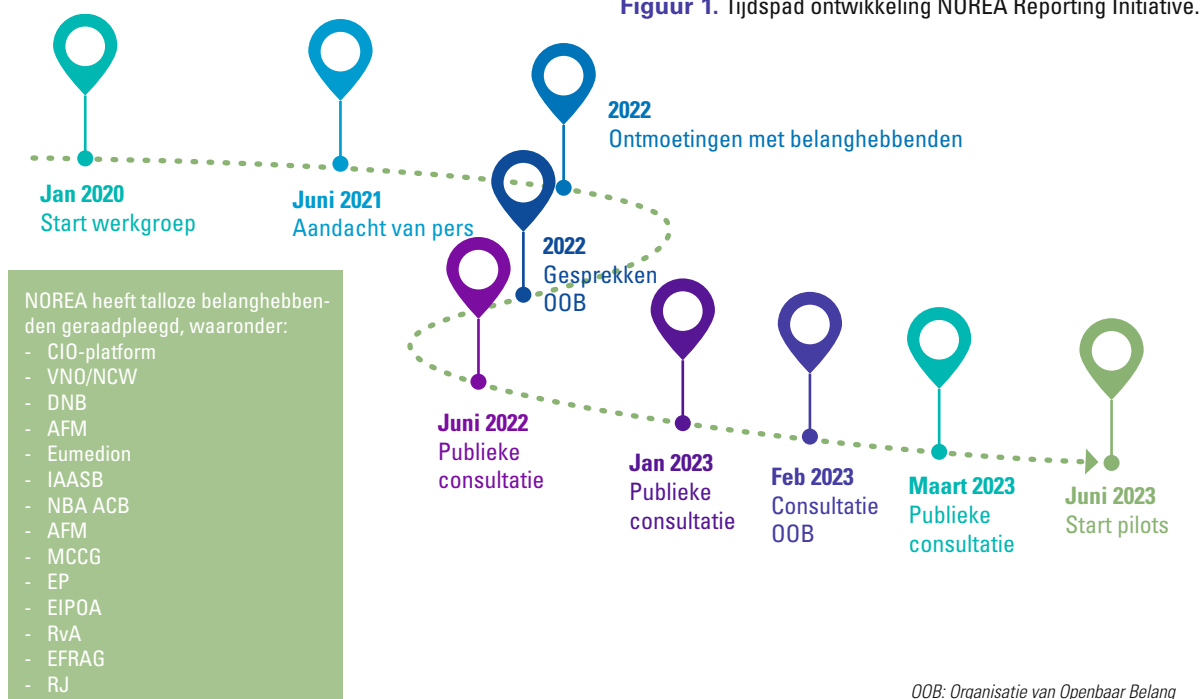 Figuur 1. Tijdspad ontwikkeling NOREA Reporting Initiative.
Jan 2020
Start werkgroep
Juni 2021
Aandacht van pers
2022
Ontmoetingen met belanghebbenden
2022
Gesprekken
OOB
Juni 2022
Publieke
consultatie
Jan 2023
Publieke
consultatie
Feb 2023
Consultatie
OOB
Maart 2023
Publieke
consultatie
Juni 2023
Start pilots
NOREA heeft talloze belanghebben-
den geraadpleegd, waaronder:
- CIO-platform
- VNO/NCW
- DNB
- AFM
- Eumedion
- IAASB
- NBA ACB
- AFM
- MCCG
- EP
- EIPOA
- RvA
- EFRAG
- RJ
OOB: Organisatie van Openbaar Belang